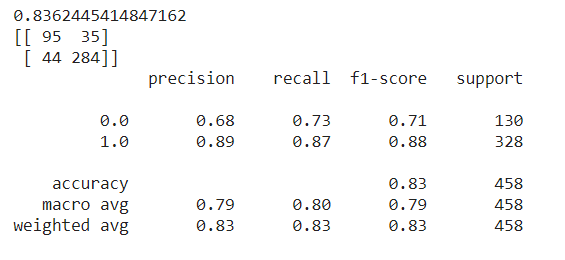 0.8362445414847162
[[ 95  35]
 [ 44 284]]
              precision    recall  f1-score   support

         0.0       0.68      0.73      0.71       130
         1.0       0.89      0.87      0.88       328

    accuracy                           0.83       458
   macro avg       0.79      0.80      0.79       458
weighted avg       0.83      0.83      0.83       458